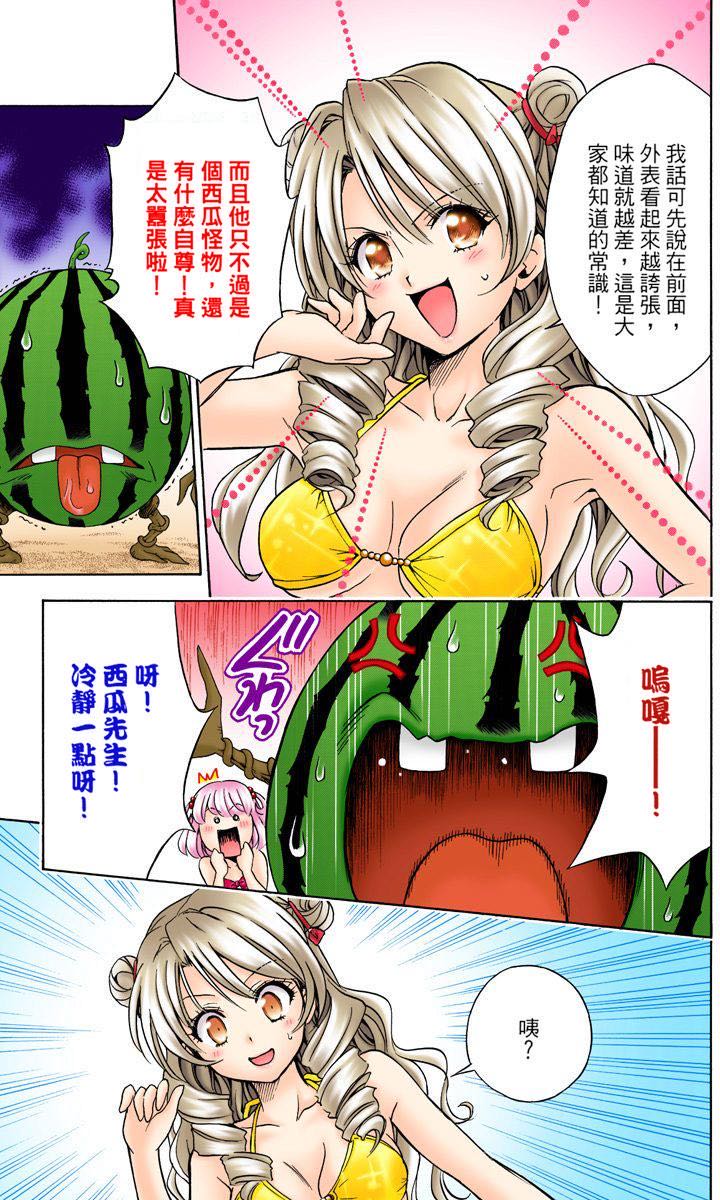 我話可先說在前面，
外表看起來越誇張，
味道就越差，這是大
家都知道的常識！
而且他只不過是
個西瓜怪物，還
有什麼自尊！真
是太囂張啦！
嗚嘎——！
ぐわっ
呀！
西瓜先生！
冷靜一點呀！
咦？